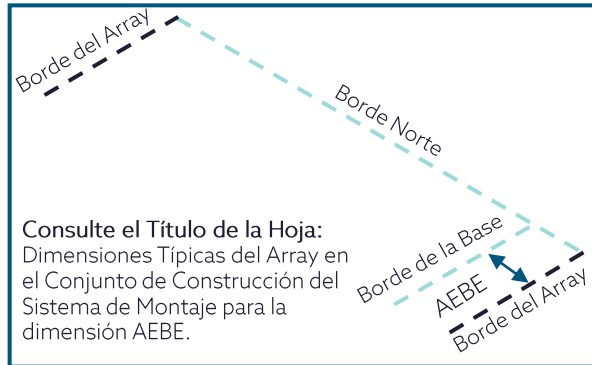 Borde del Array
Borde Norte
Consulte el Título de la Hoja:
Dimensiones Típicas del Array en
el Conjunto de Construcción del
Sistema de Montaje para la
dimensión AEBE.
Borde de la Base
AEBE
Borde del Array